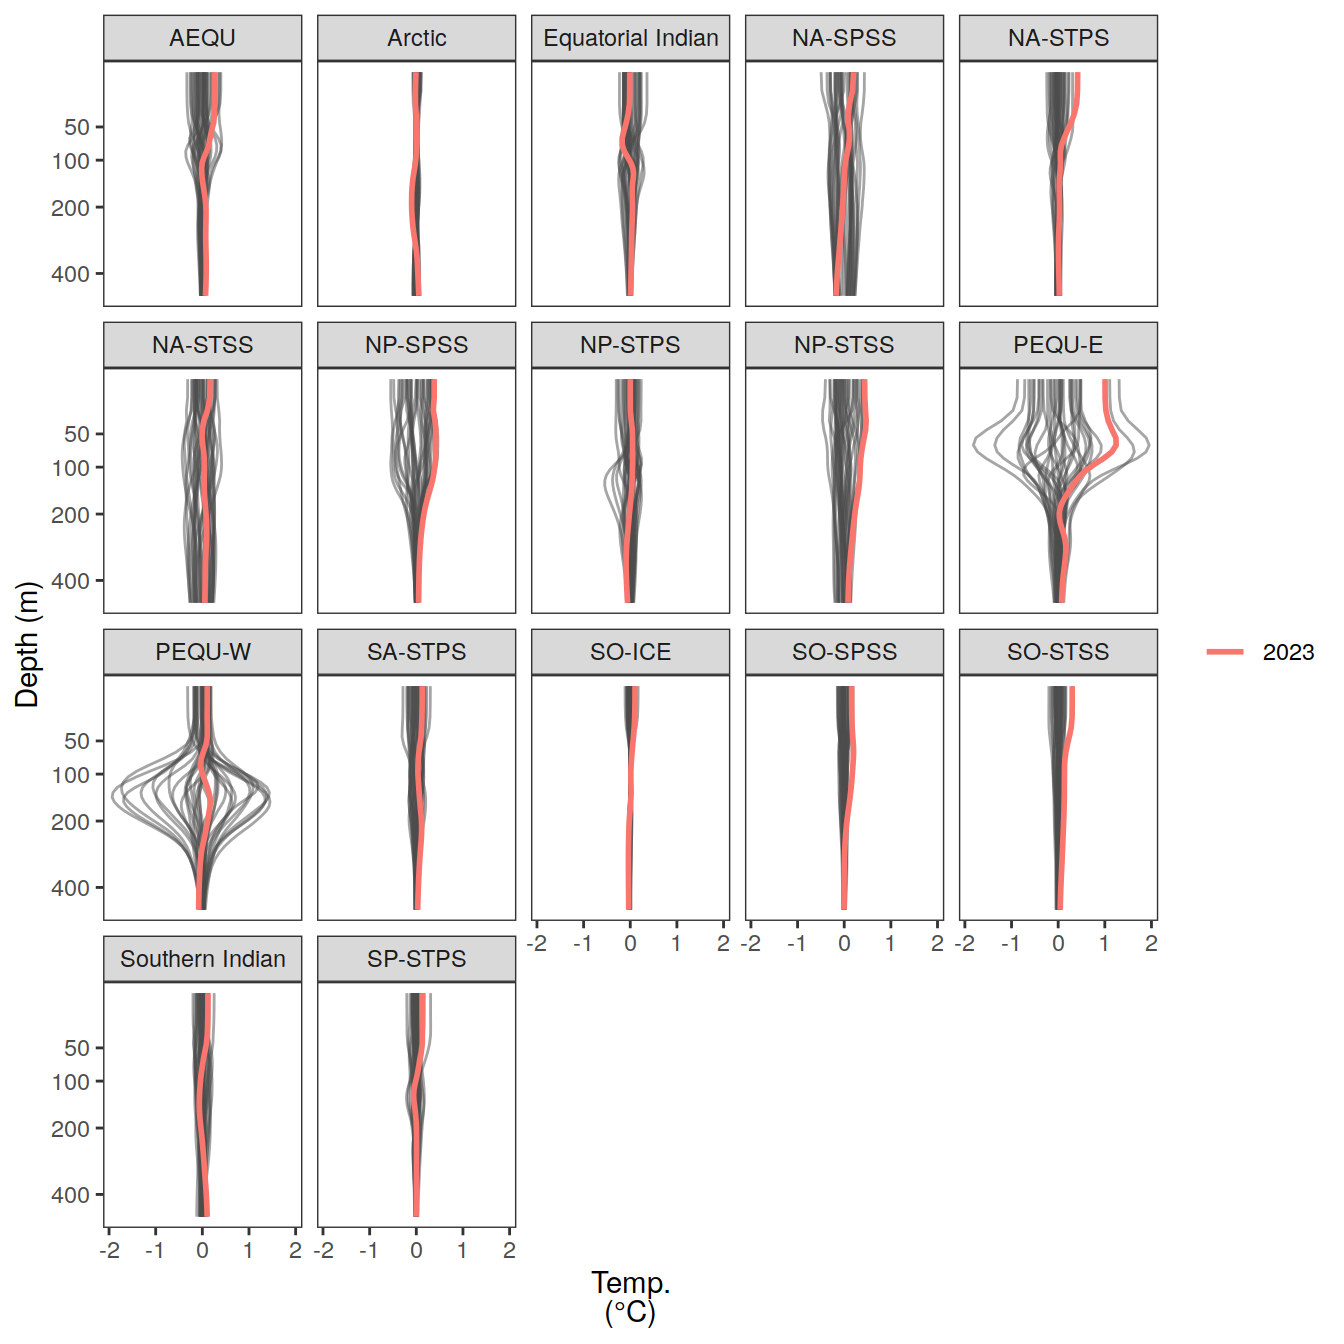 AEQU Arctic Equatorial Indian NA-SPSS NA-STPS
50
100
200
400
NA-STSS NP-SPSS NP-STPS NP-STSS PEQU-E
50
100
200
400
PEQU-W SA-STPS SO-ICE SO-SPSS SO-STSS
50
100
200
400
-2 -1 0 1 2 -2 -1 0 1 2 -2 -1 0 1 2
Southern Indian SP-STPS
50
100
200
400
-2 -1 0 1 2 -2 -1 0 1 2
Depth (m)
Temp.
(°C)
2023